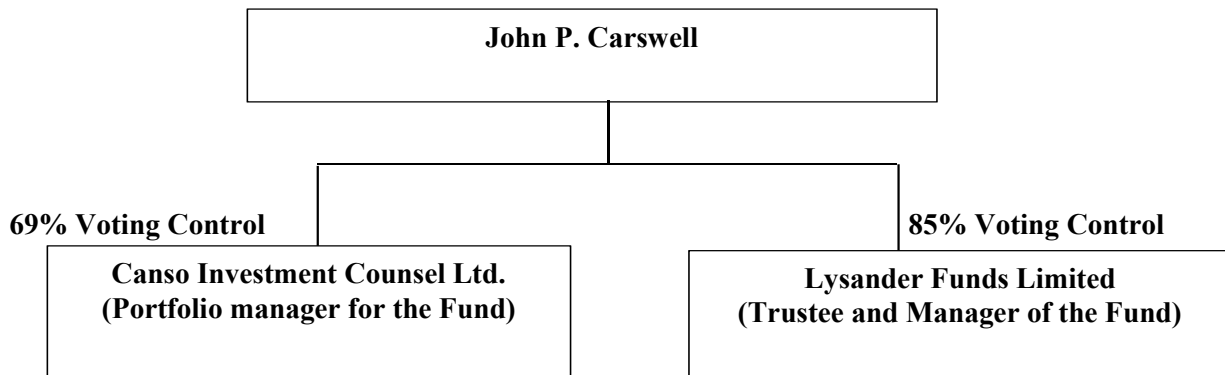 John P. Carswell
69% Voting Control
85% Voting Control
Canso Investment Counsel Ltd.
(Portfolio manager for the Fund)
Lysander Funds Limited
(Trustee and Manager of the Fund)